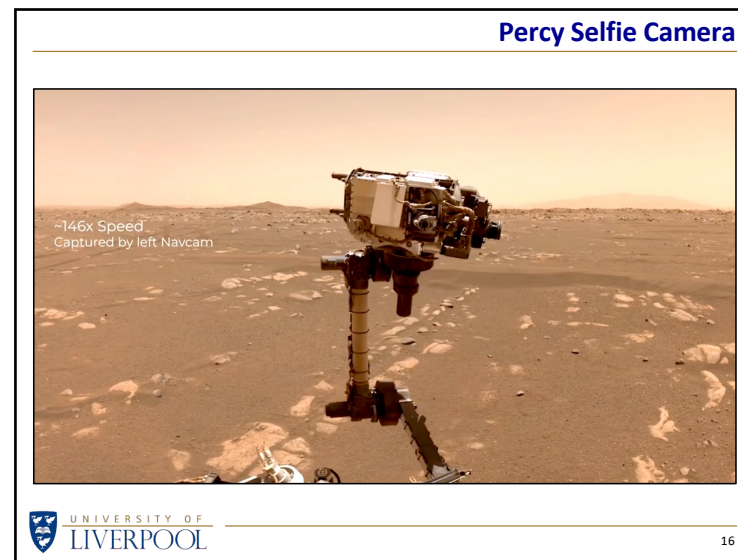 Percy Selfie Camera
~146x Speed
Captured by left Navcam
UNIVERSITY OF
LIVERPOOL
16